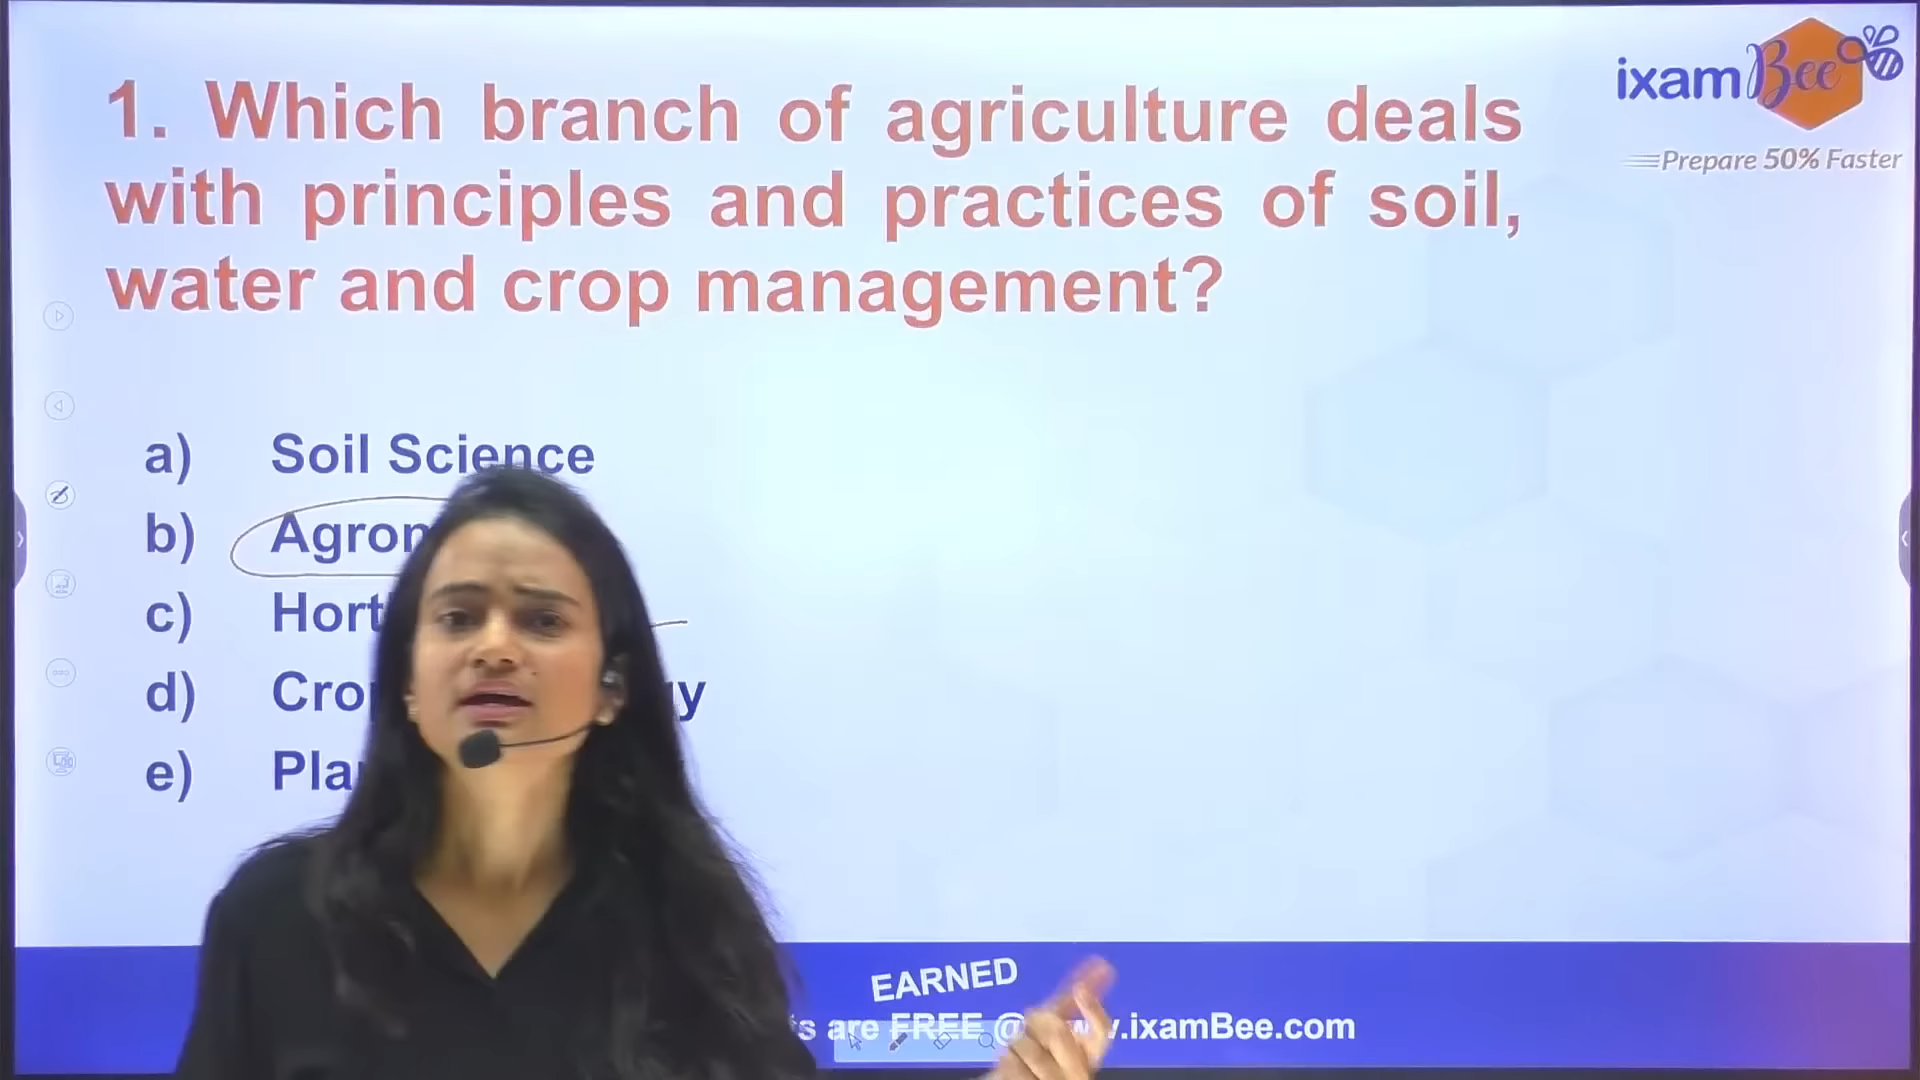 ixamBee
Prepare 50% Faster
1. Which branch of agriculture deals
with principles and practices of soil,
water and crop management?
a) Soil Science
b) Agron
c) Hort
d) Cro y
e) Pla
EARNED
s are FREE @ .ixamBee.com